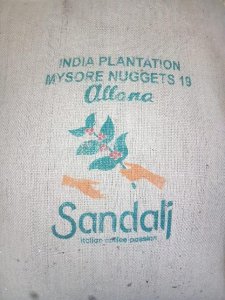 INDIA PLANTATION
MYSORE NUGGETS 19
Allana
Sandalj
italian coffee passion